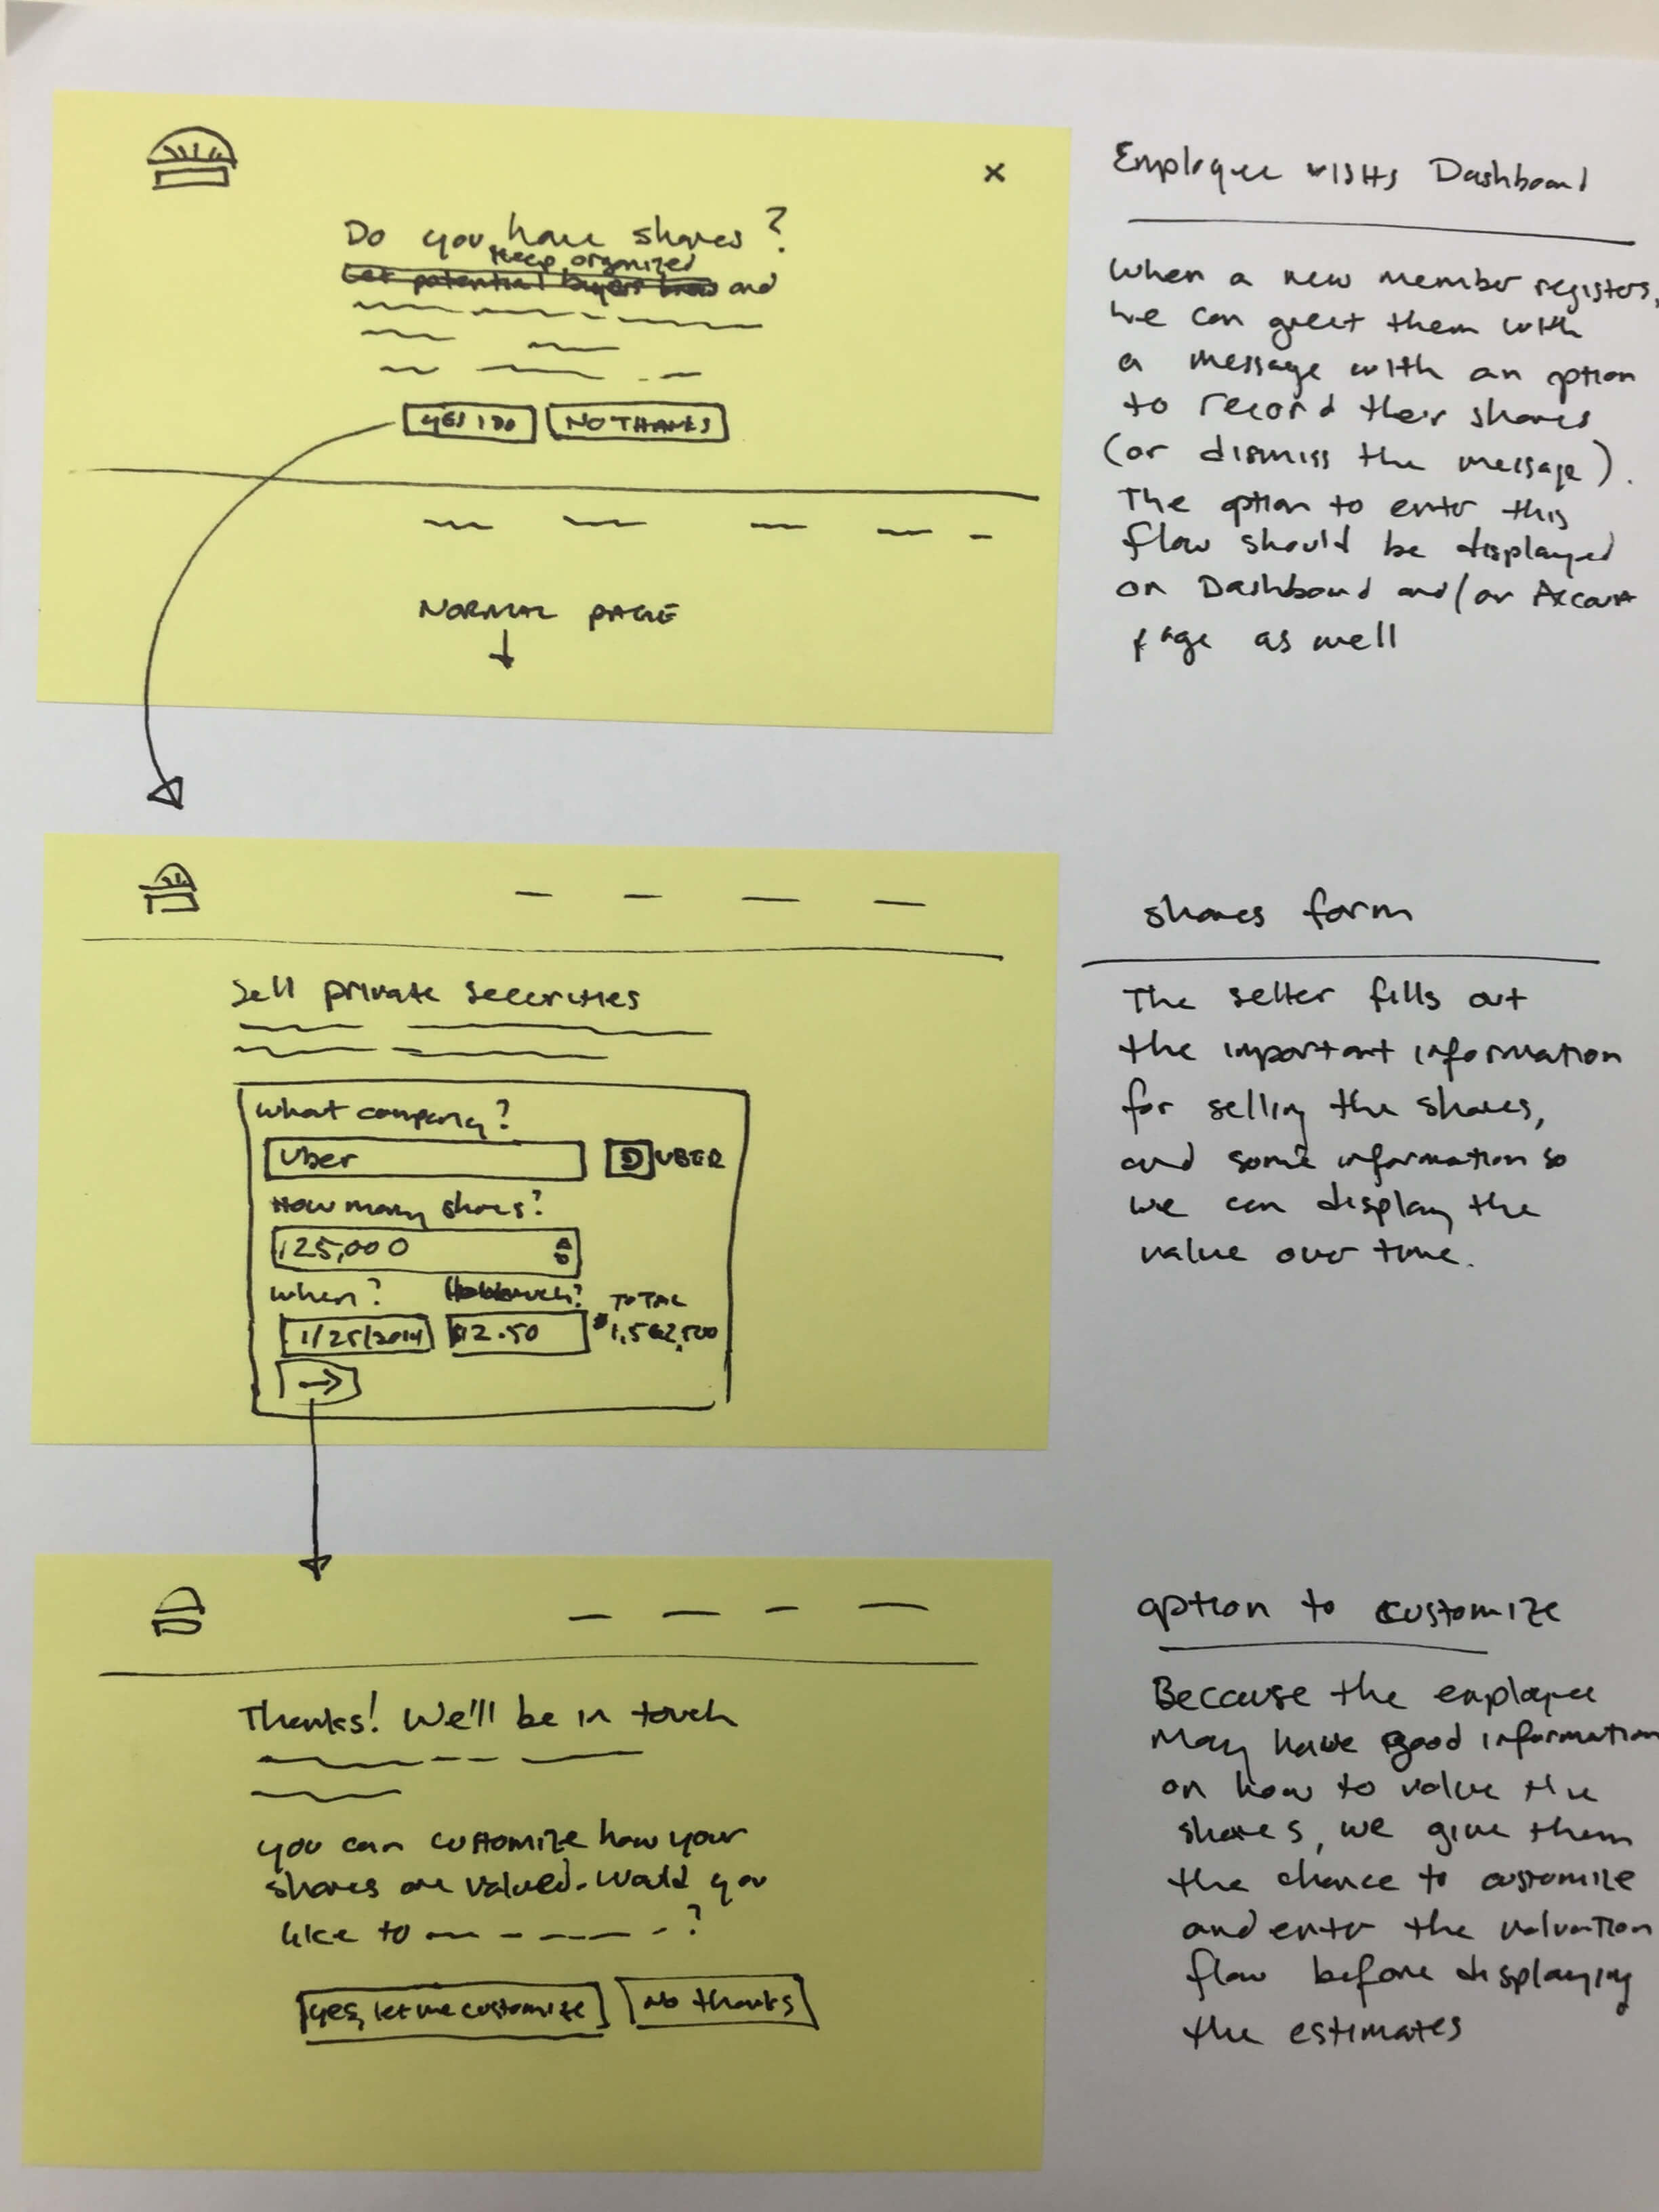 x
Do you have shares?
Keep organized
Let potential buyers know and
YES I DO
NO THANKS
NORMAL PAGE
Employee visits Dashboard
When a new member registers,
we can greet them with
a message with an option
to record their shares
(or dismiss the message).
The option to enter this
flow should be displayed
on Dashboard and/or Account
page as well
Sell private securities
What company?
Uber
UBER
How many shares?
125,000
When?
How much?
TOTAL
1/25/2014
$12.50
$1,562,500
shares form
The seller fills out
the important information
for selling the shares,
and some information so
we can display the
value over time.
Thanks! We'll be in touch
you can customize how your
shares are valued. Would you
like to
?
yes, let me customize
No thanks
option to customize
Because the employee
may have good information
on how to value the
shares, we give them
the chance to customize
and enter the valuation
flow before displaying
the estimates